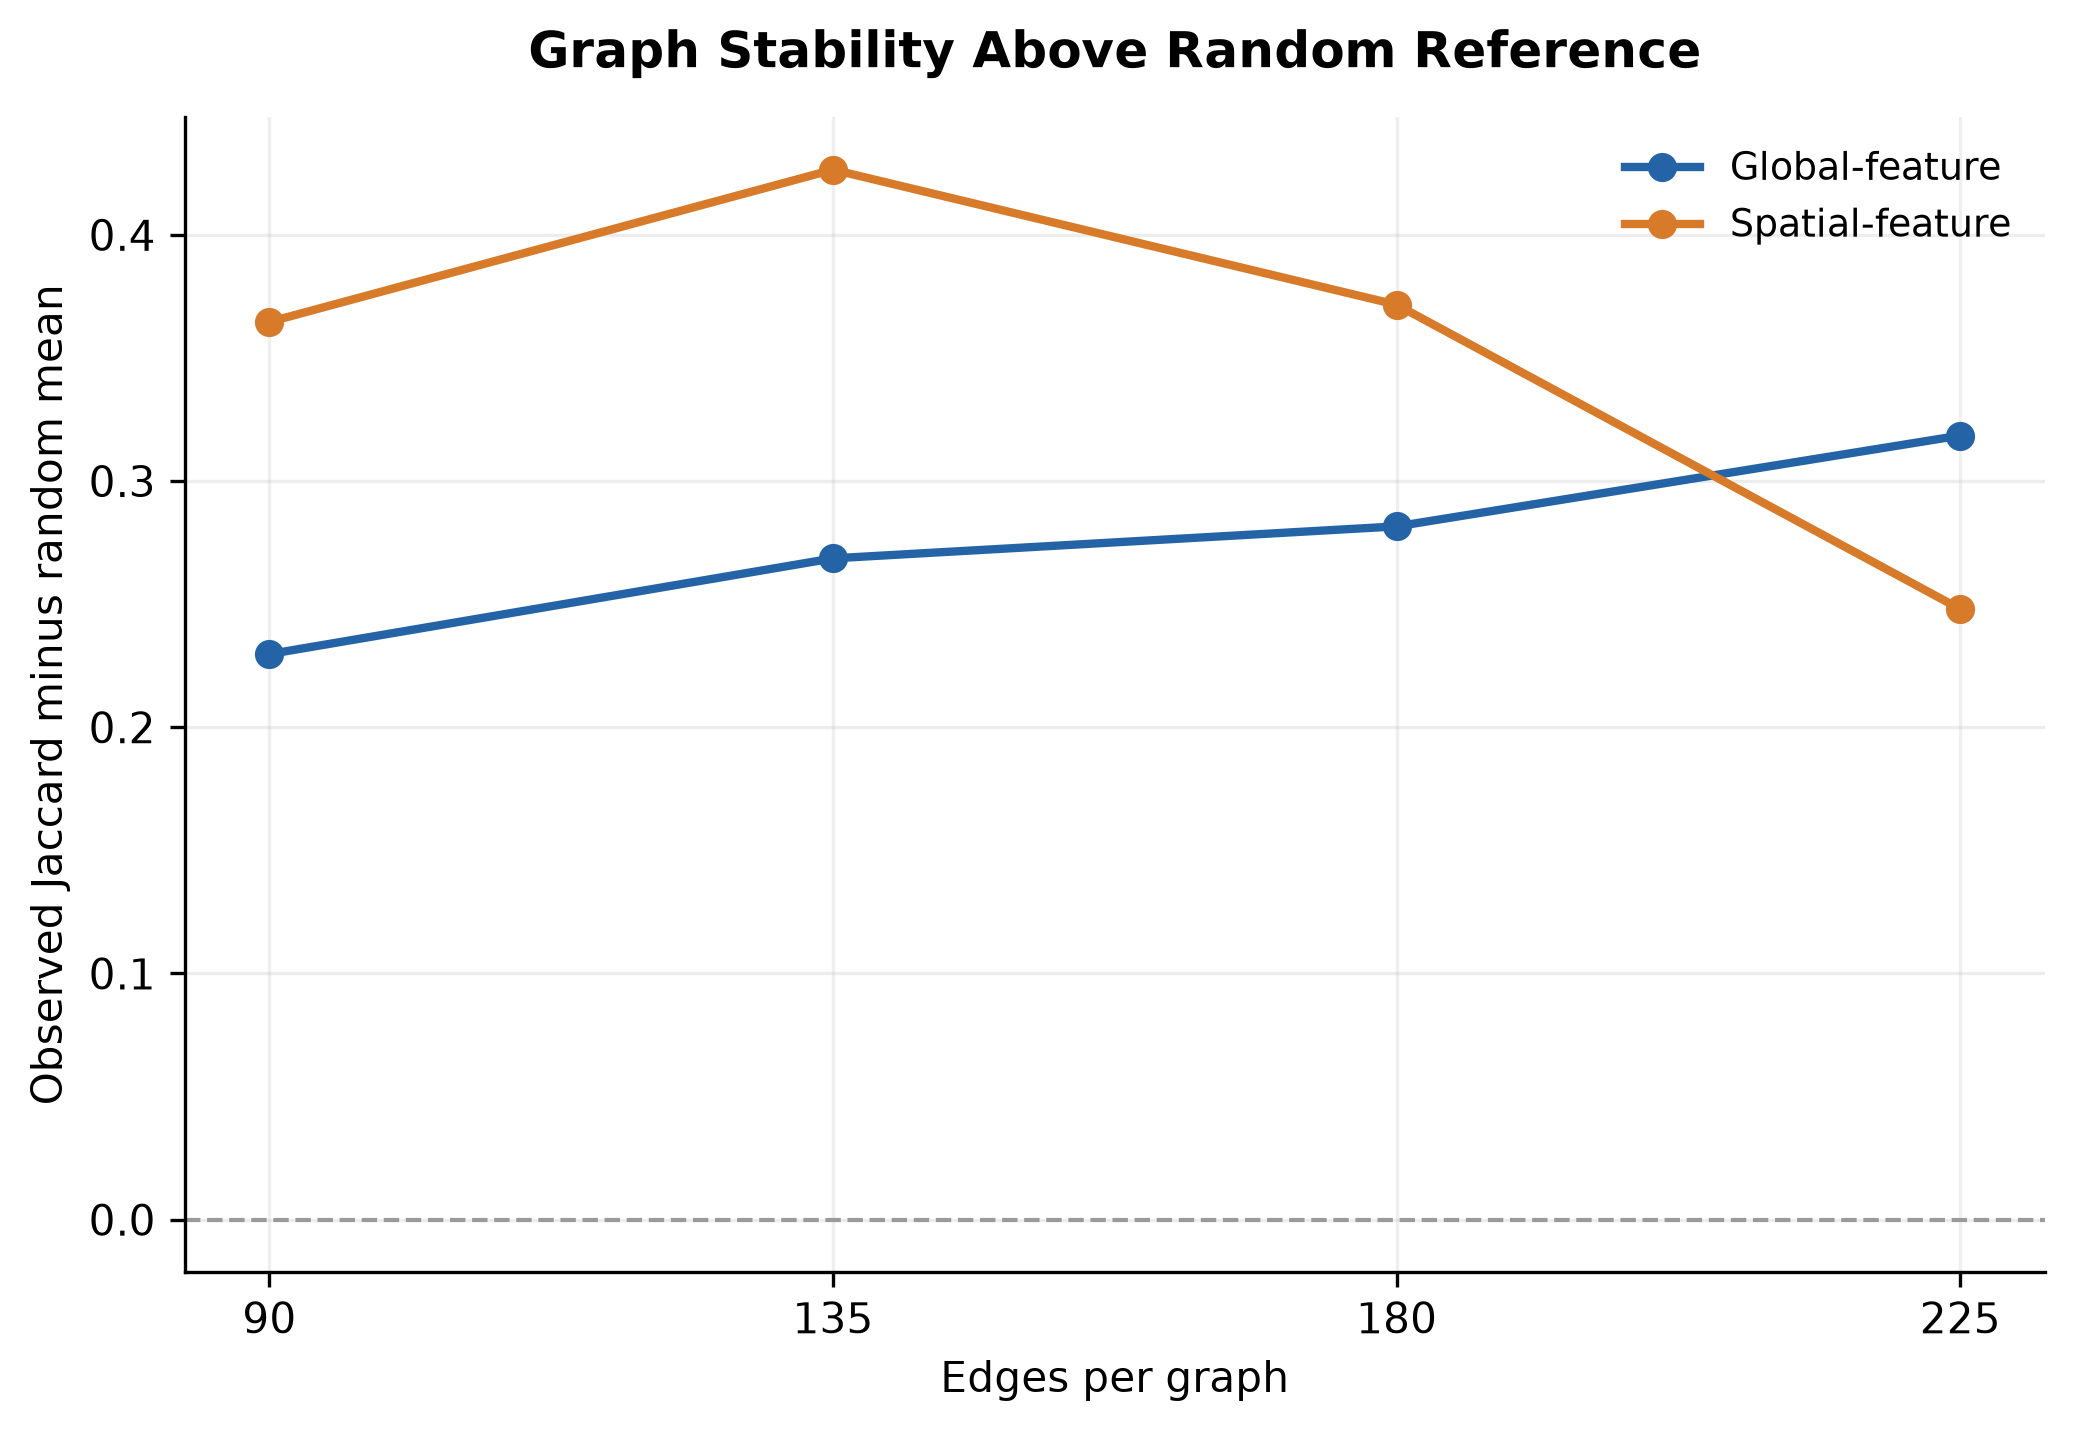 Graph Stability Above Random Reference
Global-feature
Spatial-feature
Observed Jaccard minus random mean
0.4
0.3
0.2
0.1
0.0
90
135
180
225
Edges per graph